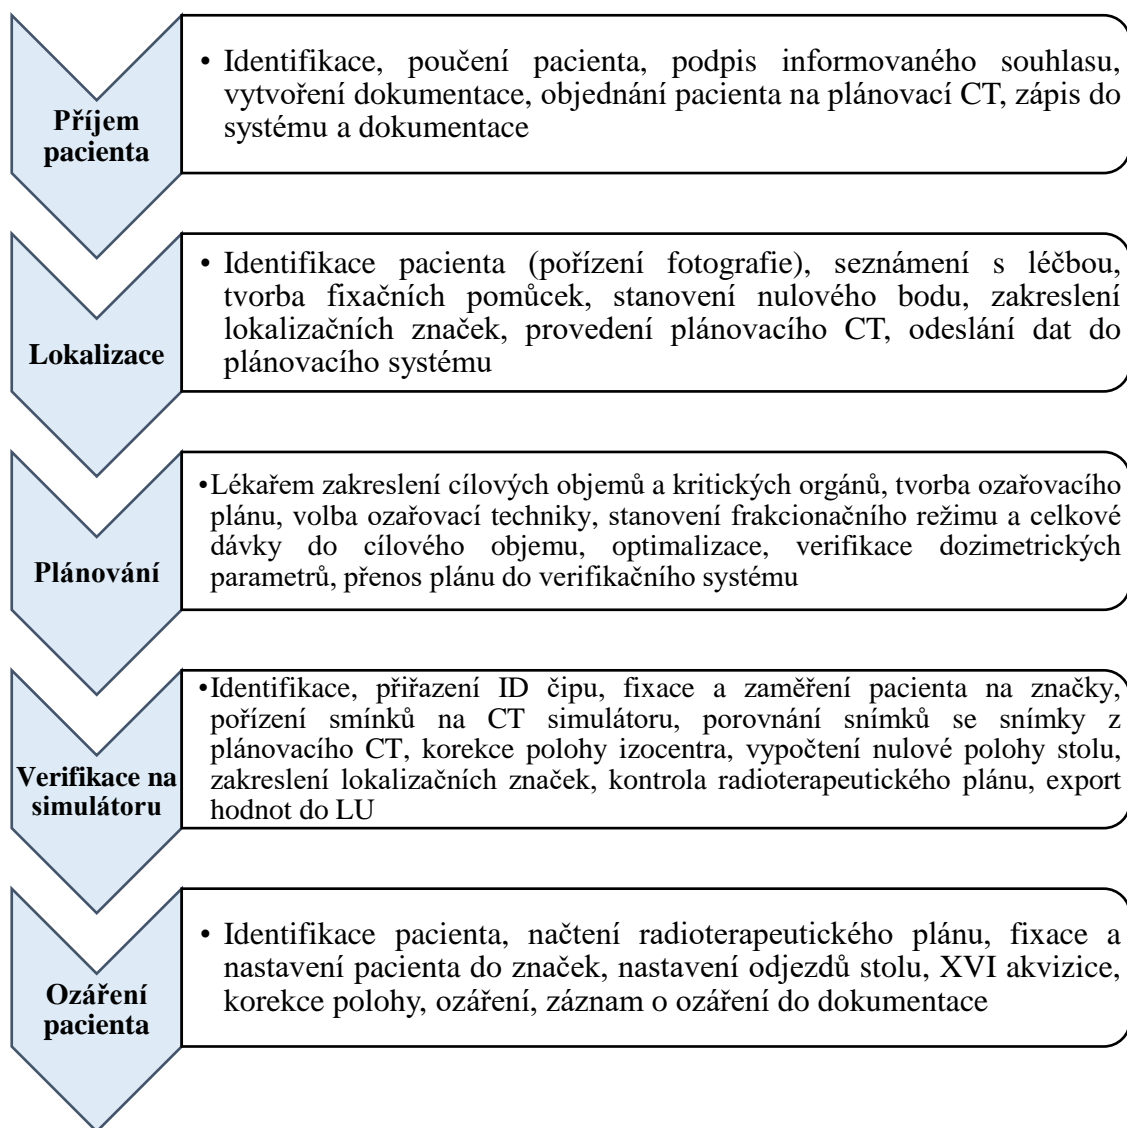 Příjem
pacienta
• Identifikace, poučení pacienta, podpis informovaného souhlasu,
vytvoření dokumentace, objednání pacienta na plánovací CT, zápis do
systému a dokumentace
Lokalizace
• Identifikace pacienta (pořízení fotografie), seznámení s léčbou,
tvorba fixačních pomůcek, stanovení nulového bodu, zakreslení
lokalizačních značek, provedení plánovacího CT, odeslání dat do
plánovacího systému
Plánování
•Lékařem zakreslení cílových objemů a kritických orgánů, tvorba ozařovacího
plánu, volba ozařovací techniky, stanovení frakcionačního režimu a celkové
dávky do cílového objemu, optimalizace, verifikace dozimetrických
parametrů, přenos plánu do verifikačního systému
Verifikace na
simulátoru
•Identifikace, přiřazení ID čipu, fixace a zaměření pacienta na značky,
pořízení smínků na CT simulátoru, porovnání snímků se snímky z
plánovacího CT, korekce polohy izocentra, vypočtení nulové polohy stolu,
zakreslení lokalizačních značek, kontrola radioterapeutického plánu, export
hodnot do LU
Ozáření
pacienta
• Identifikace pacienta, načtení radioterapeutického plánu, fixace a
nastavení pacienta do značek, nastavení odjezdů stolu, XVI akvizice,
korekce polohy, ozáření, záznam o ozáření do dokumentace